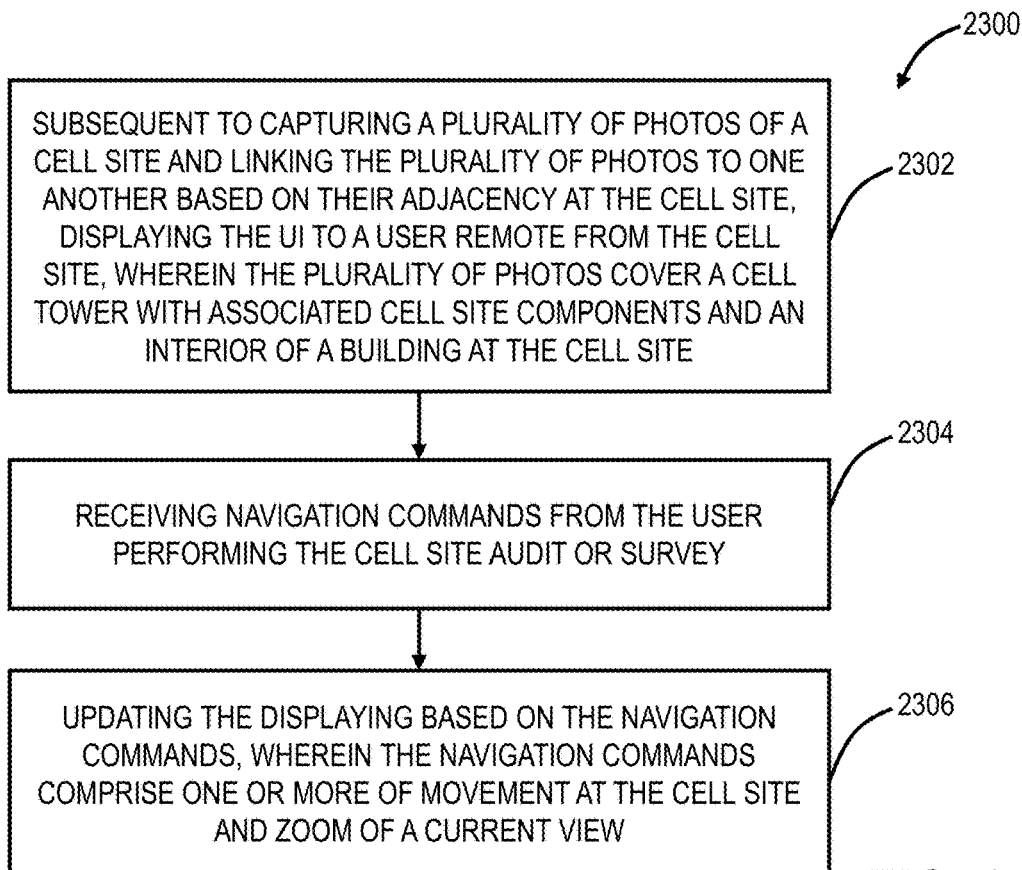 2300
SUBSEQUENT TO CAPTURING A PLURALITY OF PHOTOS OF A
CELL SITE AND LINKING THE PLURALITY OF PHOTOS TO ONE
ANOTHER BASED ON THEIR ADJACENCY AT THE CELL SITE,
DISPLAYING THE UI TO A USER REMOTE FROM THE CELL
SITE, WHEREIN THE PLURALITY OF PHOTOS COVER A CELL
TOWER WITH ASSOCIATED CELL SITE COMPONENTS AND AN
INTERIOR OF A BUILDING AT THE CELL SITE
2302
2304
RECEIVING NAVIGATION COMMANDS FROM THE USER
PERFORMING THE CELL SITE AUDIT OR SURVEY
2306
UPDATING THE DISPLAYING BASED ON THE NAVIGATION
COMMANDS, WHEREIN THE NAVIGATION COMMANDS
COMPRISE ONE OR MORE OF MOVEMENT AT THE CELL SITE
AND ZOOM OF A CURRENT VIEW